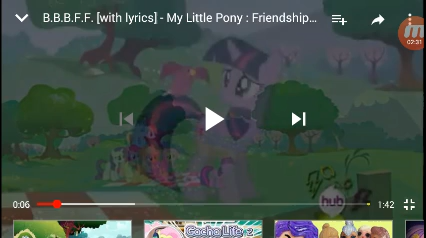 B.B.B.F.F. [with lyrics] - My Little Pony : Friendship...
02:31
0:06
1:42
hub
Gacha Life 2